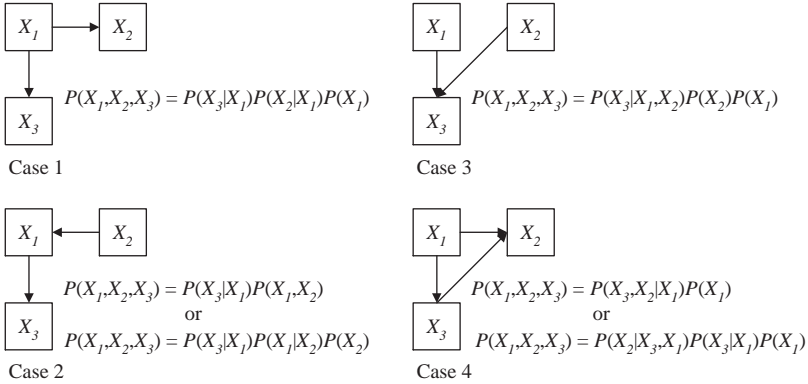 X1 X2
X3
P(X1,X2,X3) = P(X3|X1)P(X2|X1)P(X1)
Case 1
X1 X2
X3
P(X1,X2,X3) = P(X3|X1,X2)P(X2)P(X1)
Case 3
X1 X2
X3
P(X1,X2,X3) = P(X3|X1)P(X1,X2)
or
P(X1,X2,X3) = P(X3|X1)P(X1|X2)P(X2)
Case 2
X1 X2
X3
P(X1,X2,X3) = P(X3,X2|X1)P(X1)
or
P(X1,X2,X3) = P(X2|X3,X1)P(X3|X1)P(X1)
Case 4